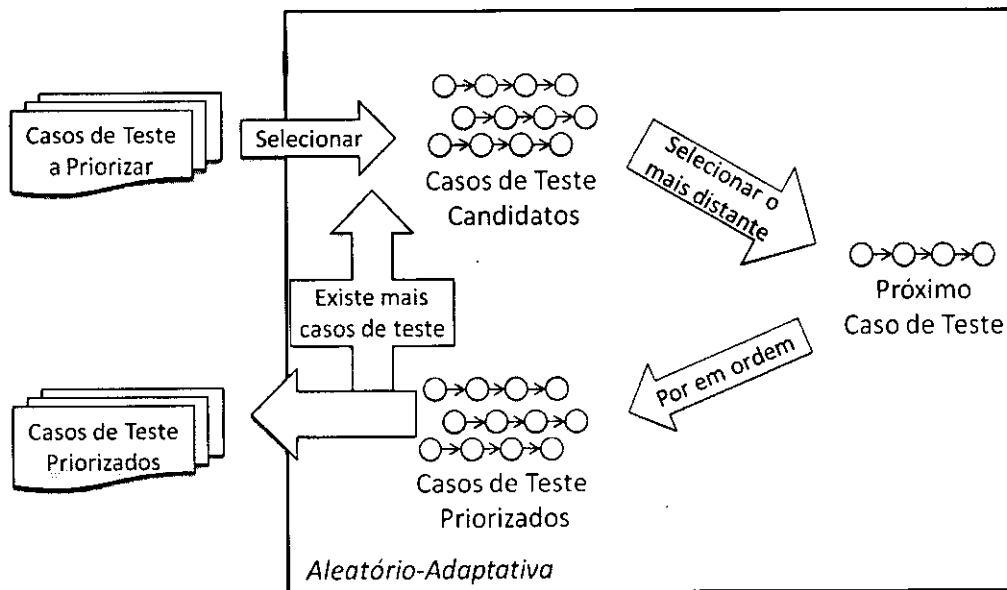 Casos de Teste
a Priorizar
Selecionar
Casos de Teste
Candidatos
Selecionar o
mais distante
Próximo
Caso de Teste
Por em ordem
Existe mais
casos de teste
Casos de Teste
Priorizados
Casos de Teste
Priorizados
Aleatório-Adaptativa